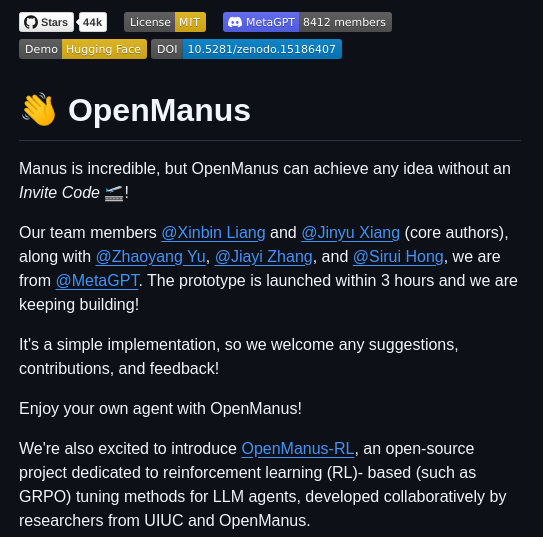 Stars 44k License MIT MetaGPT 8412 members
Demo Hugging Face DOI 10.5281/zenodo.15186407
👋 OpenManus
Manus is incredible, but OpenManus can achieve any idea without an
Invite Code 🛫!
Our team members @Xinbin Liang and @Jinyu Xiang (core authors),
along with @Zhaoyang Yu, @Jiayi Zhang, and @Sirui Hong, we are
from @MetaGPT. The prototype is launched within 3 hours and we are
keeping building!
It's a simple implementation, so we welcome any suggestions,
contributions, and feedback!
Enjoy your own agent with OpenManus!
We're also excited to introduce OpenManus-RL, an open-source
project dedicated to reinforcement learning (RL)- based (such as
GRPO) tuning methods for LLM agents, developed collaboratively by
researchers from UIUC and OpenManus.